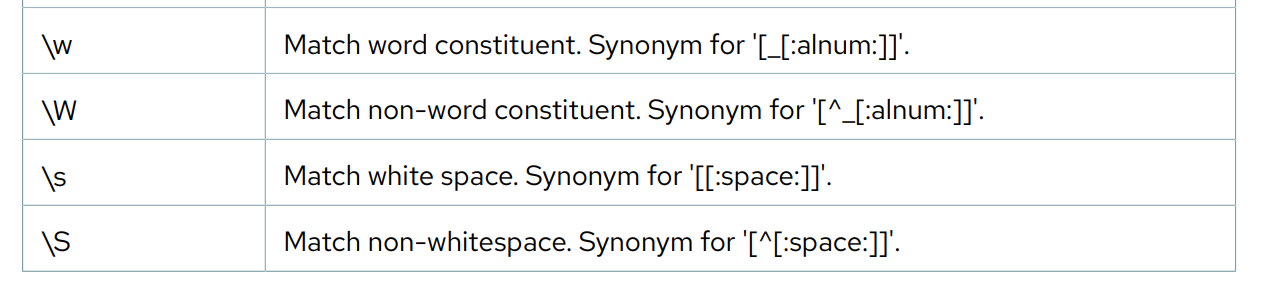 \w Match word constituent. Synonym for '[_[:alnum:]]'.
\W Match non-word constituent. Synonym for '[^_[:alnum:]]'.
\s Match white space. Synonym for '[[:space:]]'.
\S Match non-whitespace. Synonym for '[^[:space:]]'.